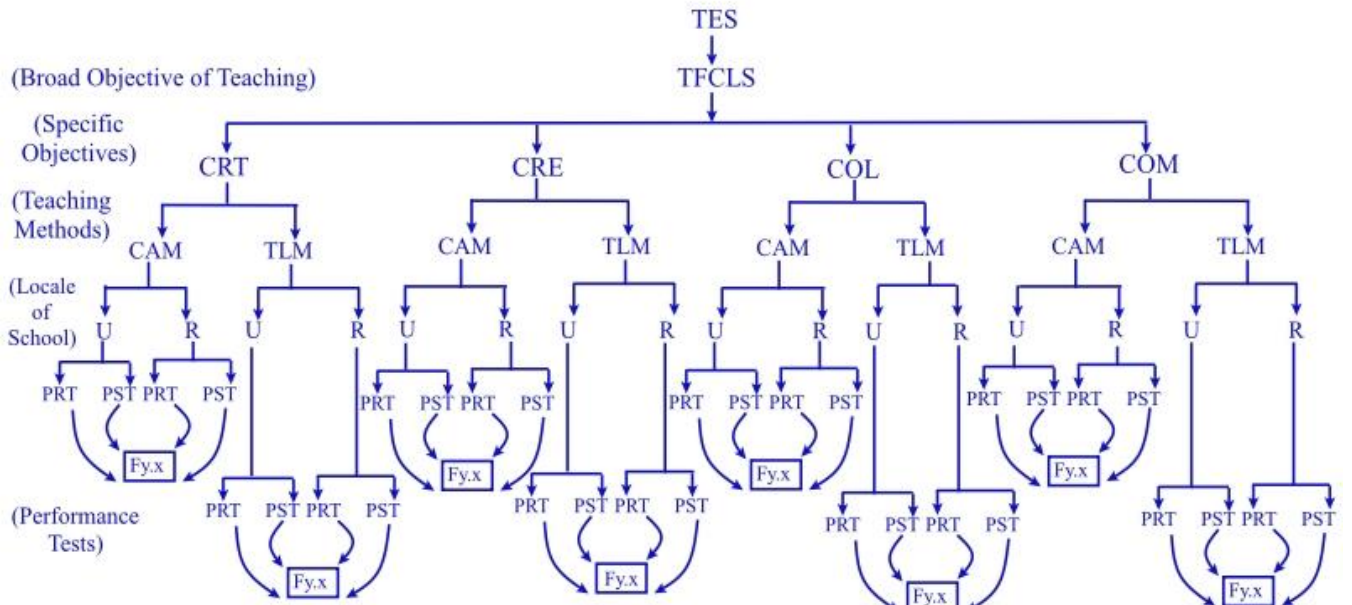 TES
(Broad Objective of Teaching) TFCLS
(Specific
Objectives)
CRT CRE COL COM
(Teaching
Methods)
CAM TLM CAM TLM CAM TLM CAM TLM
(Locale
of
School)
U R U R U R U R U R U R U R U R
PRT PST PRT PST PRT PST PRT PST PRT PST PRT PST PRT PST PRT PST
Fy.x Fy.x Fy.x Fy.x
(Performance
Tests)
PRT PST PRT PST PRT PST PRT PST PRT PST PRT PST PRT PST PRT PST
Fy.x Fy.x Fy.x Fy.x